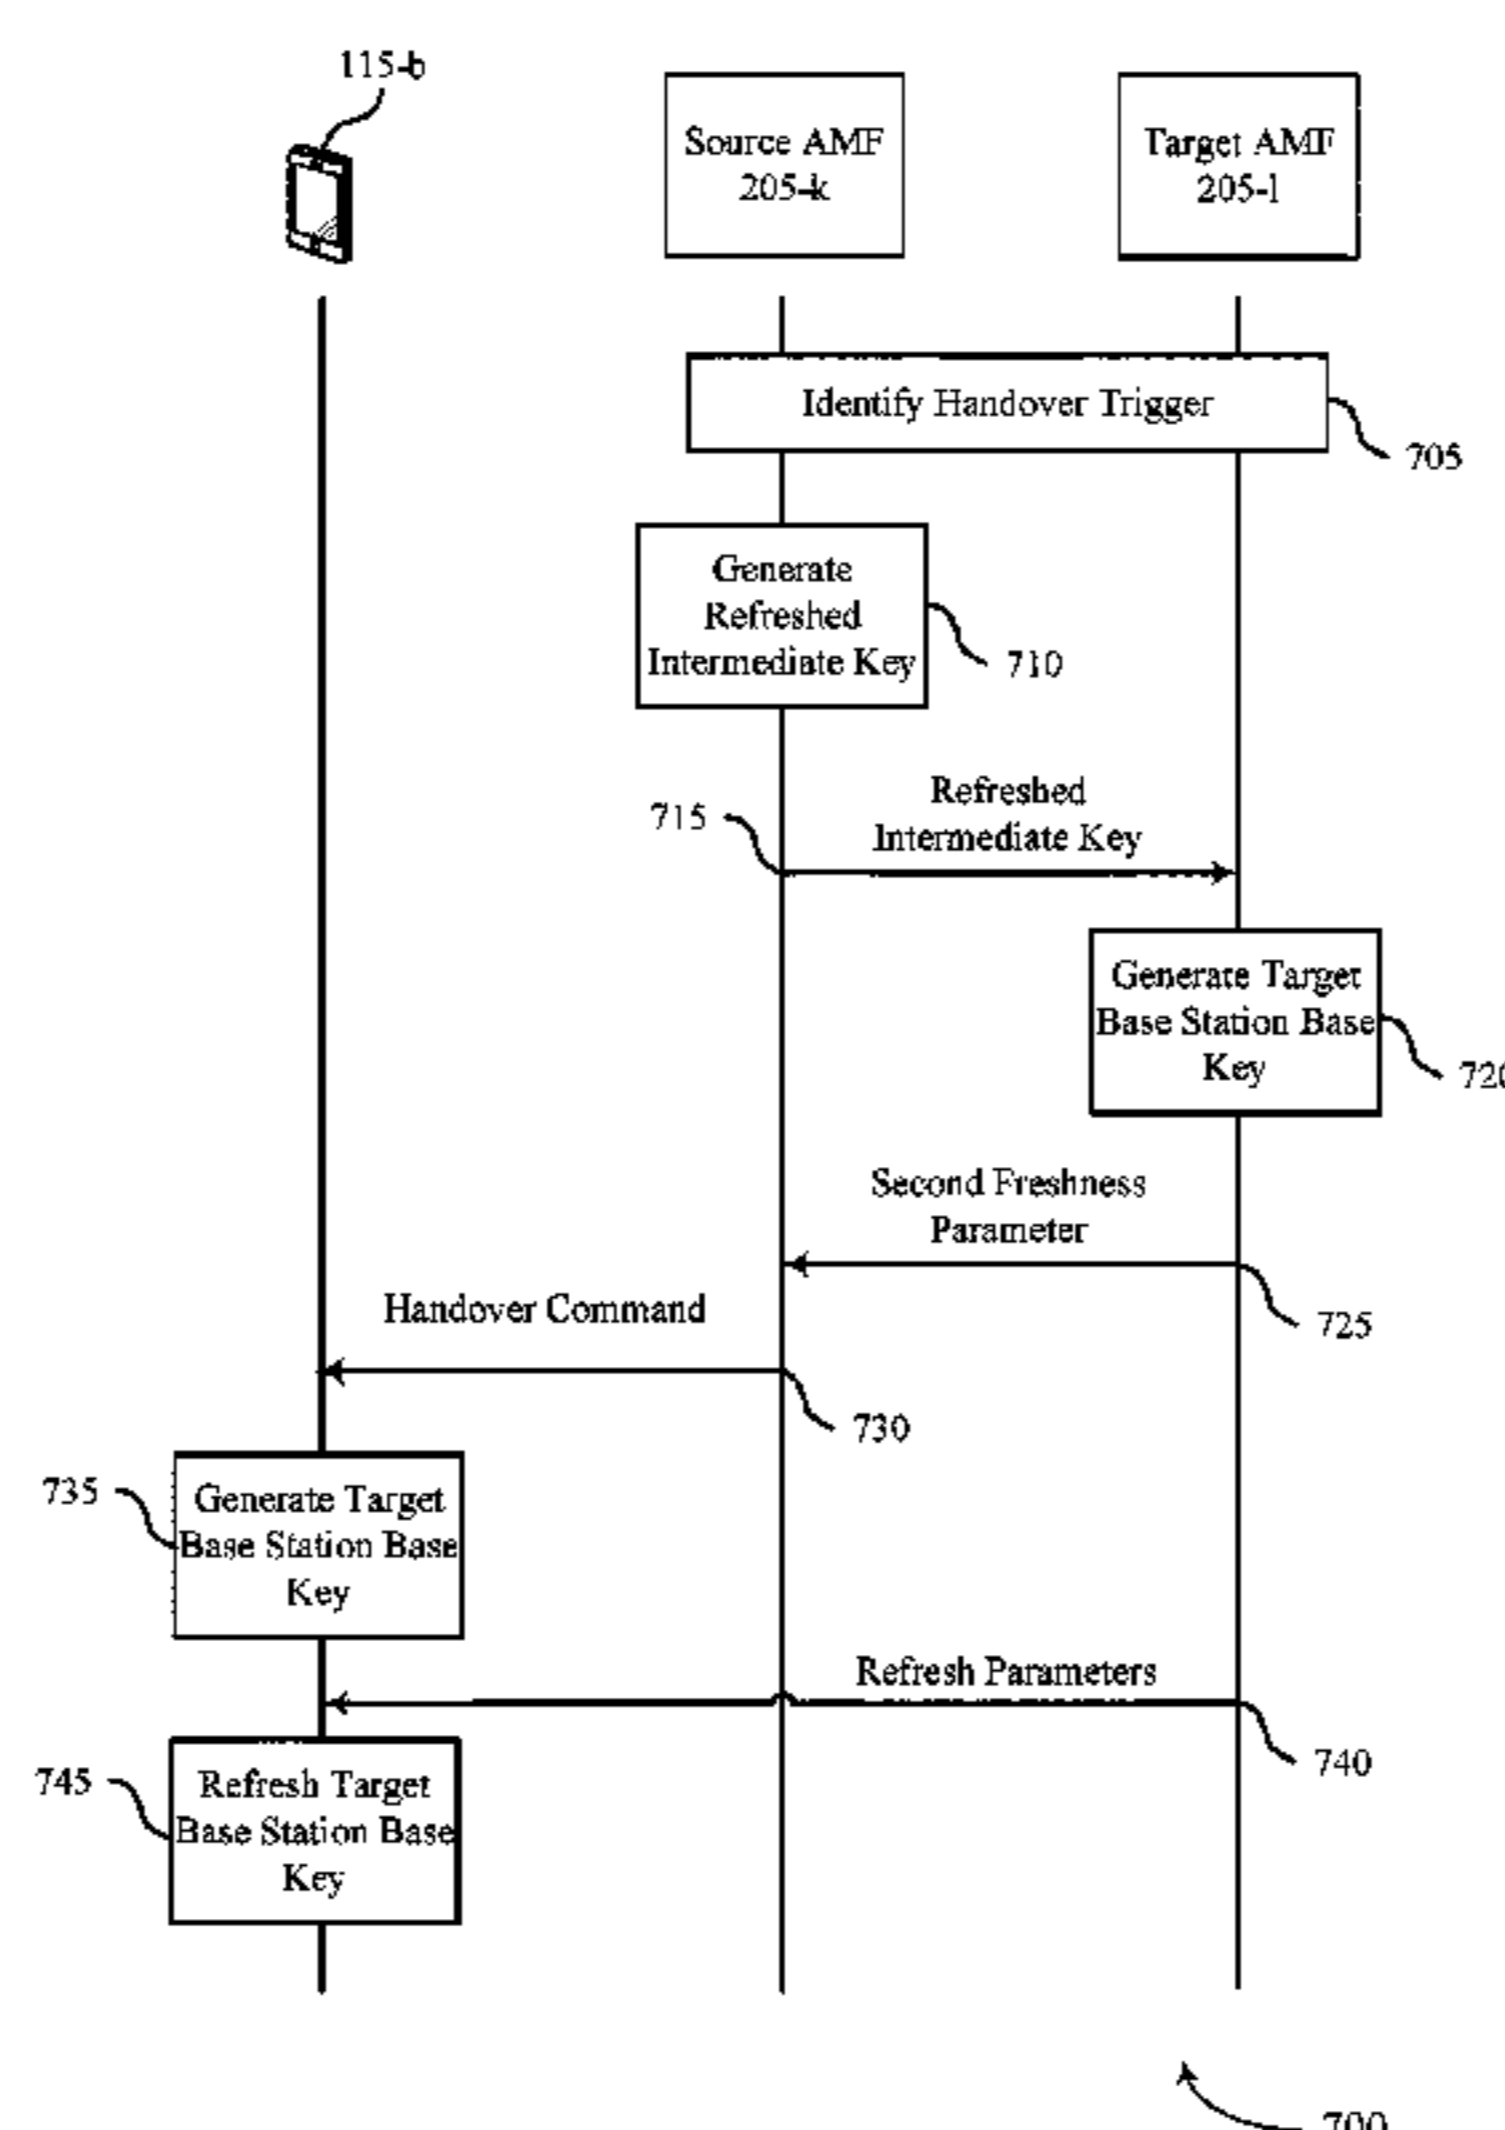 115-b
Source AMF
205-k
Target AMF
205-l
Identify Handover Trigger
705
Generate
Refreshed
Intermediate Key
710
Refreshed
Intermediate Key
715
Generate Target
Base Station Base
Key
720
Second Freshness
Parameter
725
Handover Command
730
735
Generate Target
Base Station Base
Key
Refresh Parameters
740
745
Refresh Target
Base Station Base
Key
700